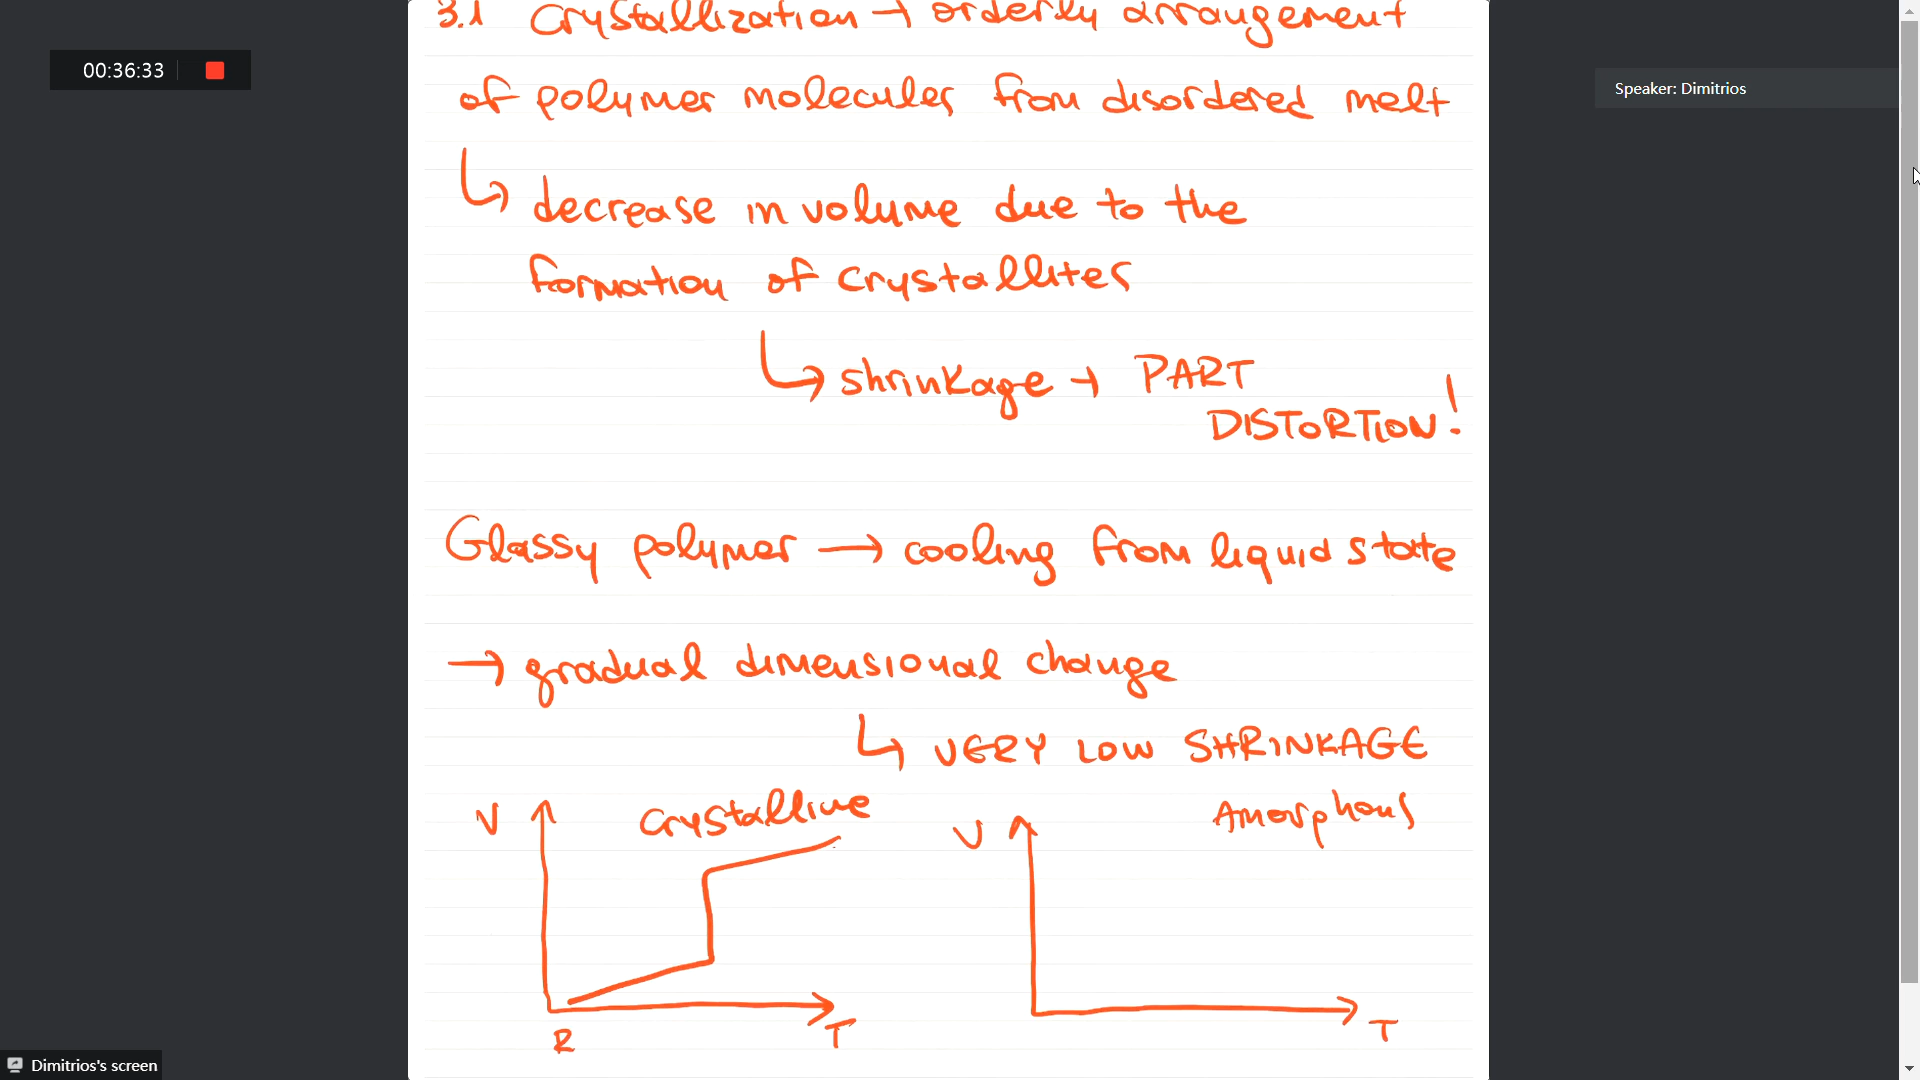 00:36:33
Speaker: Dimitrios
3.1 Crystallization → orderly arrangement
of polymer molecules from disordered melt
↳ decrease in volume due to the
formation of crystallites
↳ shrinkage → PART
DISTORTION!
Glassy polymer → cooling from liquid state
→ gradual dimensional change
↳ VERY LOW SHRINKAGE
V Crystalline
V Amorphous
R T
T
Dimitrios's screen